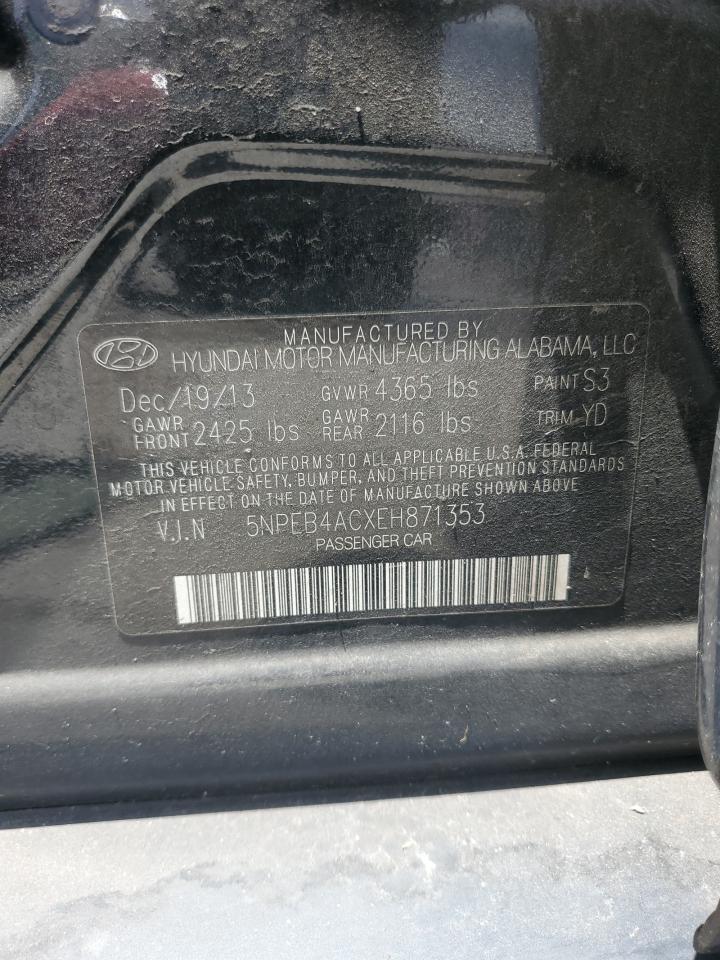 MANUFACTURED BY
HYUNDAI MOTOR MANUFACTURING ALABAMA, LLC
Dec/19/13 GVWR 4365 lbs PAINT S3
GAWR FRONT 2425 lbs GAWR REAR 2116 lbs TRIM YD
THIS VEHICLE CONFORMS TO ALL APPLICABLE U.S.A. FEDERAL
MOTOR VEHICLE SAFETY, BUMPER, AND THEFT PREVENTION STANDARDS
IN EFFECT ON THE DATE OF MANUFACTURE SHOWN ABOVE
V.I.N 5NPEB4ACXEH871353
PASSENGER CAR